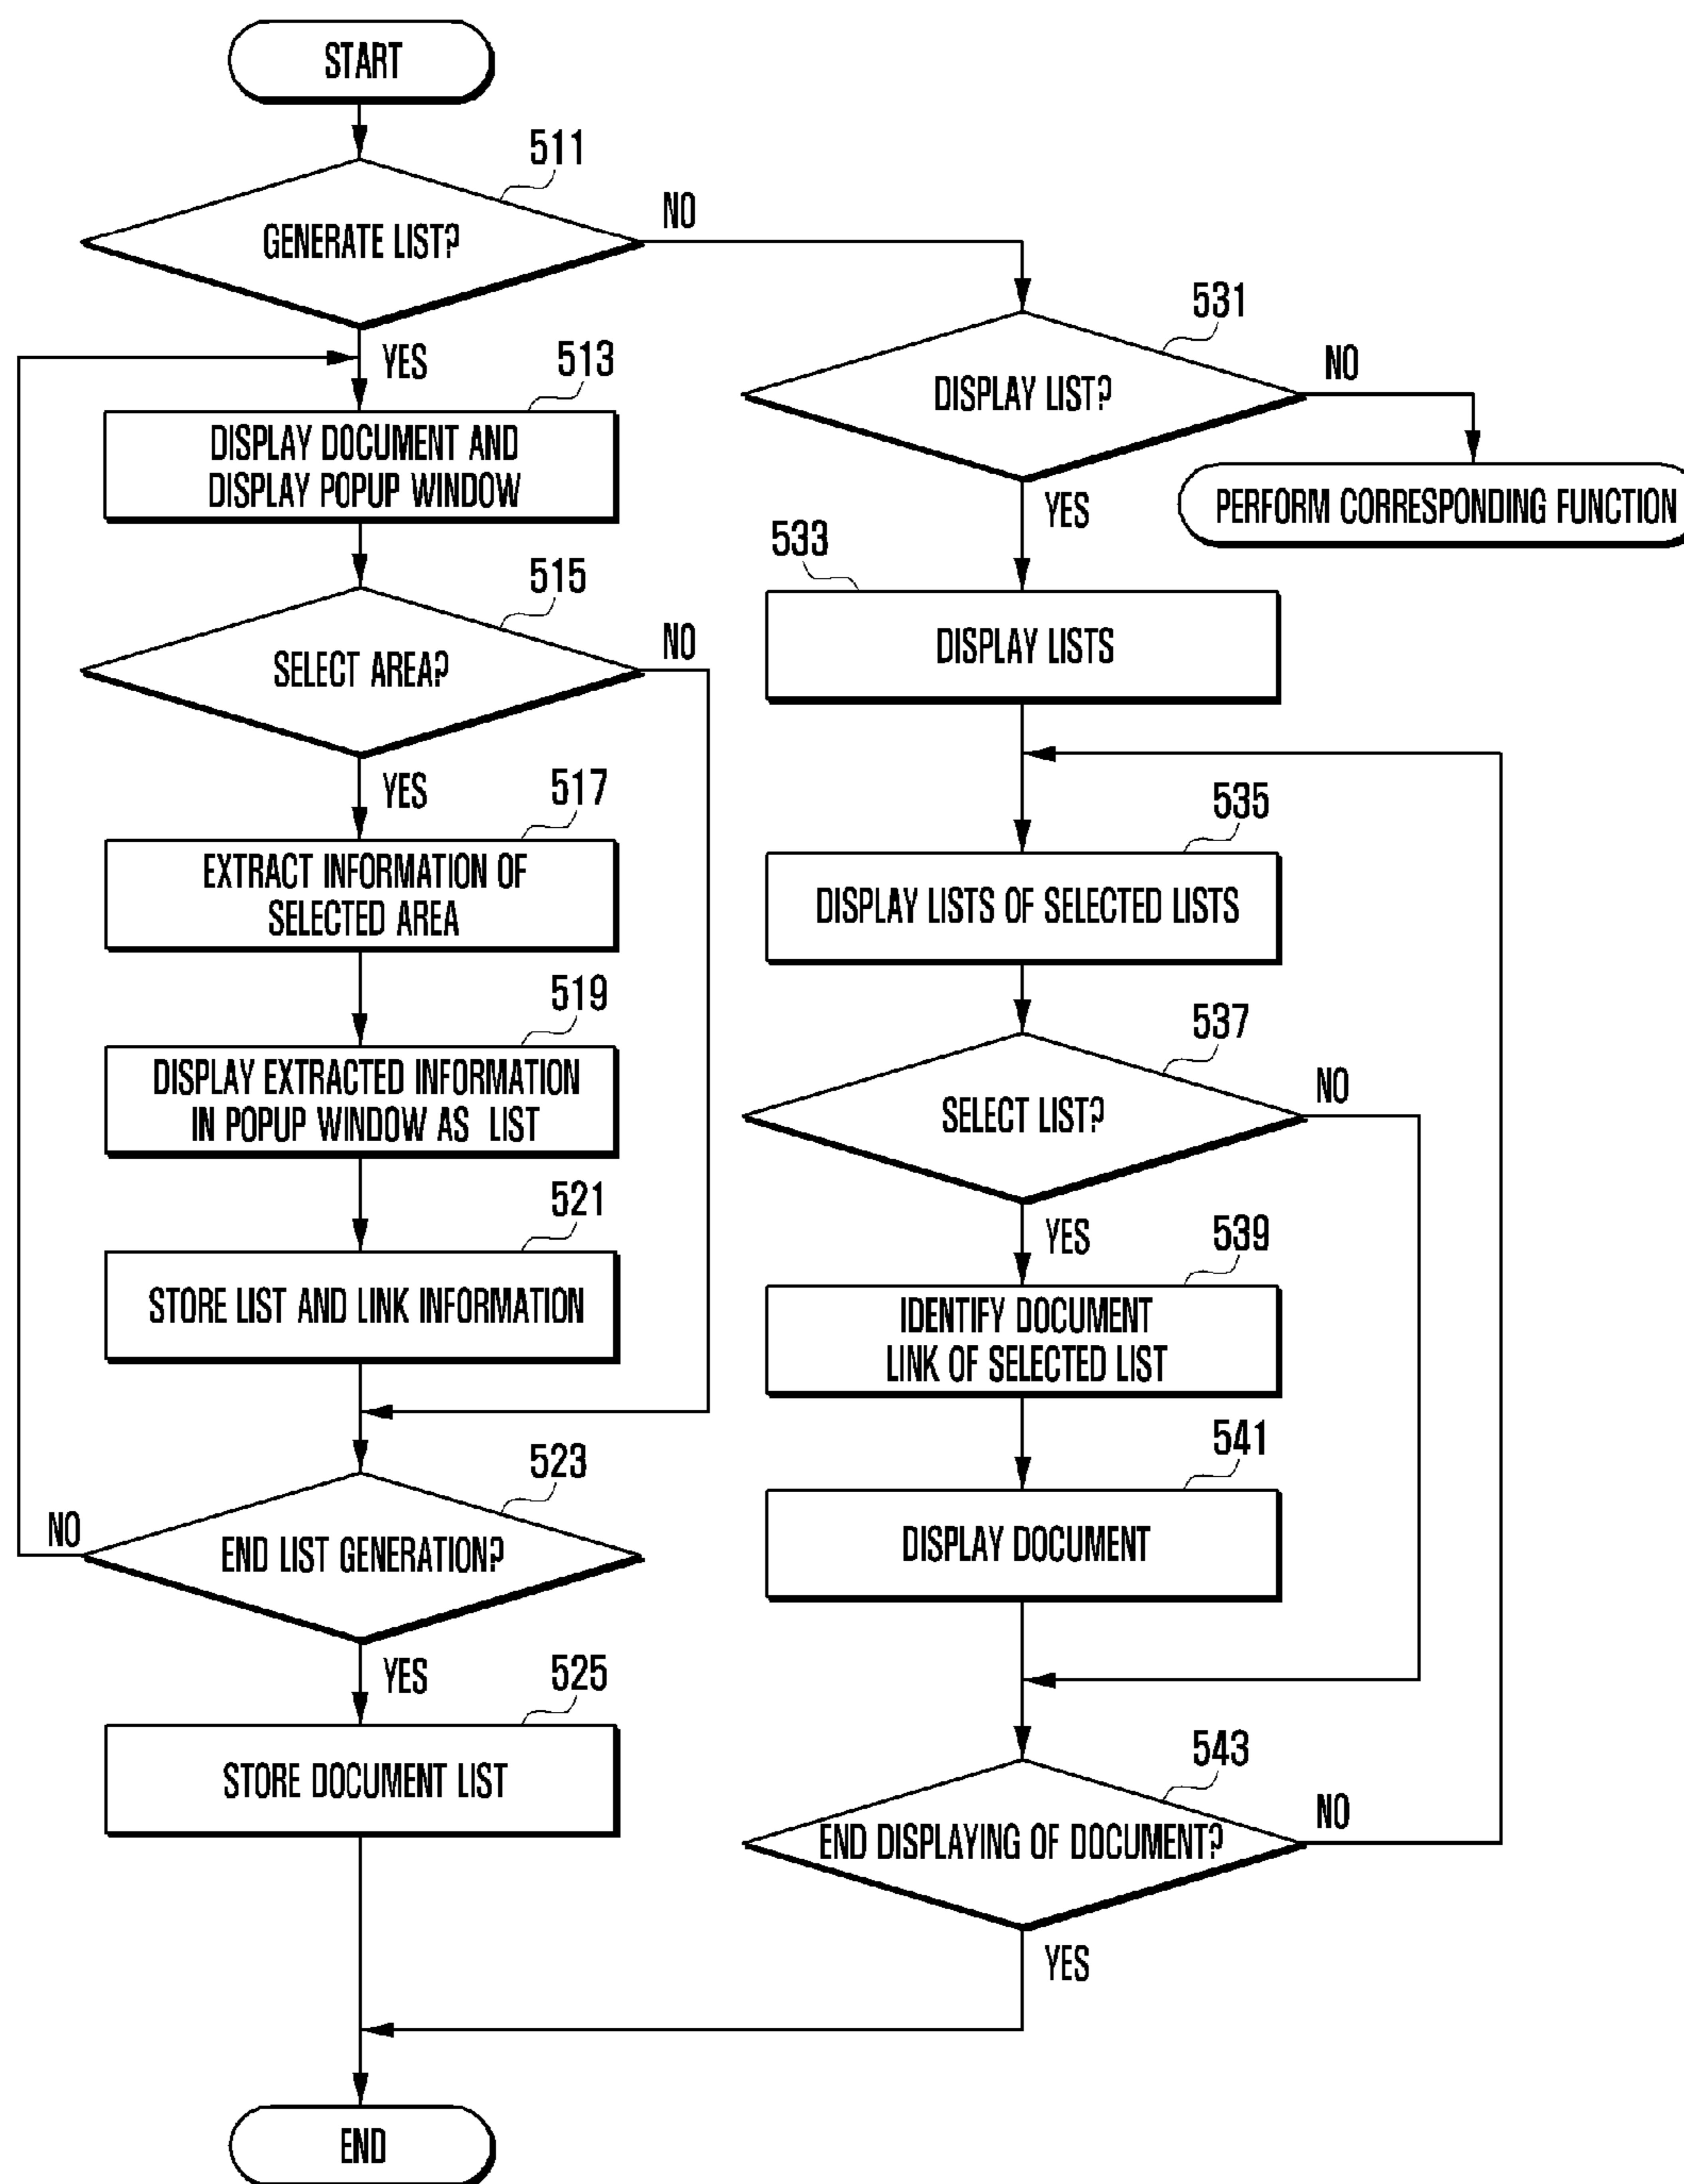 START
511
GENERATE LIST?
NO
YES
513
DISPLAY DOCUMENT AND
DISPLAY POPUP WINDOW
515
SELECT AREA?
NO
YES
517
EXTRACT INFORMATION OF
SELECTED AREA
519
DISPLAY EXTRACTED INFORMATION
IN POPUP WINDOW AS LIST
521
STORE LIST AND LINK INFORMATION
523
END LIST GENERATION?
NO
YES
525
STORE DOCUMENT LIST
531
DISPLAY LIST?
NO
PERFORM CORRESPONDING FUNCTION
YES
533
DISPLAY LISTS
535
DISPLAY LISTS OF SELECTED LISTS
537
SELECT LIST?
NO
YES
539
IDENTIFY DOCUMENT
LINK OF SELECTED LIST
541
DISPLAY DOCUMENT
543
END DISPLAYING OF DOCUMENT?
NO
YES
END